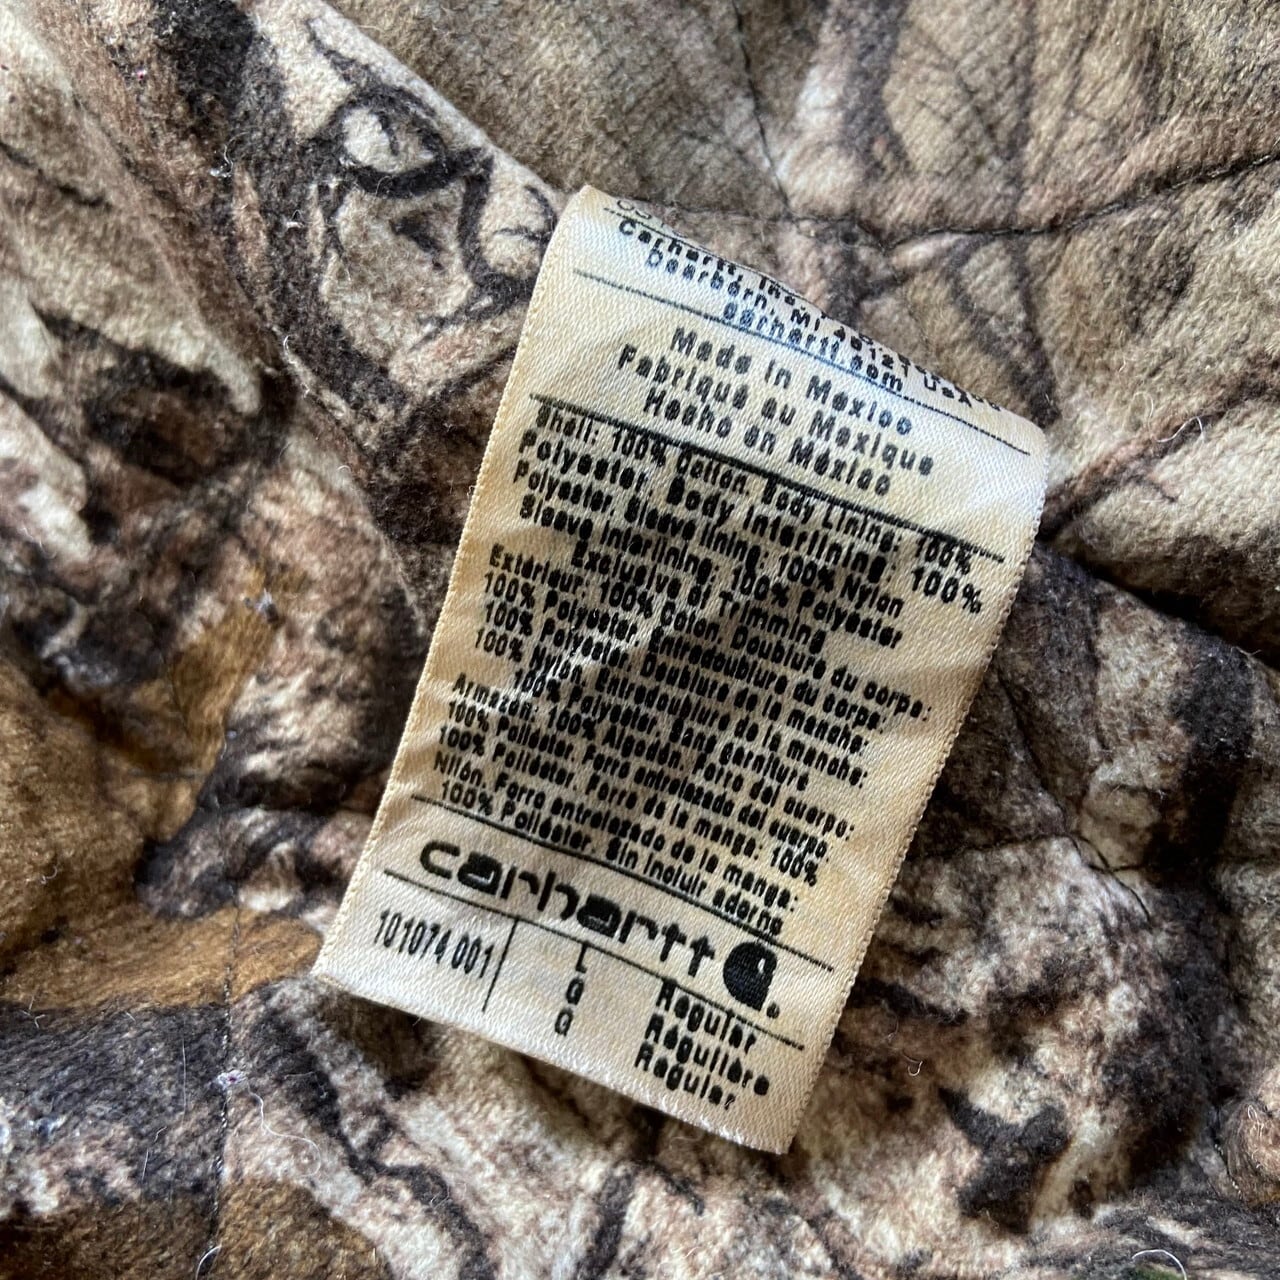 Carhartt, Inc.
Dearborn, MI 48121 USA
carhartt.com
Made in Mexico
Fabriqué au Mexique
Hecho en México
Shell: 100% Cotton. Body Lining: 100%
Polyester. Body Interlining: 100%
Polyester. Sleeve lining: 100% Nylon
Sleeve Interlining: 100% Polyester
Exclusive of Trimming
Extérieur: 100% Coton. Doublure du corps:
100% Polyester. Entredoublure du corps:
100% Polyester. Doublure de la manche:
100% Nylon. Entredoublure de la manche:
100% Polyester. Sans garniture
Armazón: 100% Algodón. Forro del cuerpo:
100% Poliéster. Forro entrelazado del cuerpo:
100% Poliéster. Forro de la manga: 100%
Nilón. Forro entrelazado de la manga:
100% Poliéster. Sin incluir adorno
carhartt
101074 001 L Regular
G Régulière
G Regular